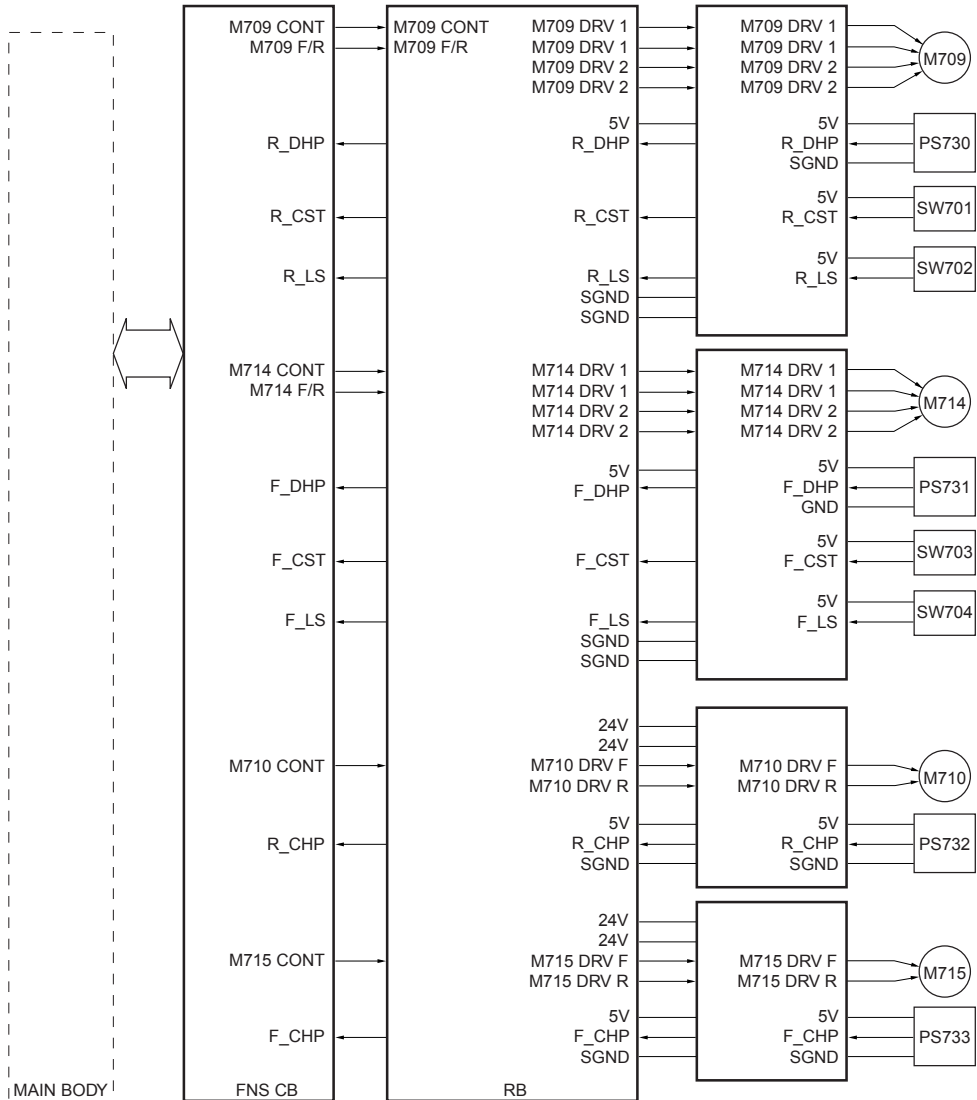 M709 CONT M709 CONT M709 DRV 1 M709 DRV 1
M709 F/R M709 F/R M709 DRV 1 M709 DRV 1 M709
M709 DRV 2 M709 DRV 2
M709 DRV 2 M709 DRV 2
5V 5V
R_DHP R_DHP R_DHP PS730
SGND
5V
R_CST R_CST R_CST SW701
5V
R_LS R_LS R_LS SW702
SGND
SGND
M714 CONT M714 DRV 1 M714 DRV 1
M714 F/R M714 DRV 1 M714 DRV 1 M714
M714 DRV 2 M714 DRV 2
M714 DRV 2 M714 DRV 2
5V 5V
F_DHP F_DHP F_DHP PS731
GND
5V
F_CST F_CST F_CST SW703
5V
F_LS F_LS F_LS SW704
SGND
SGND
24V
24V
M710 CONT M710 DRV F M710 DRV F M710
M710 DRV R M710 DRV R
5V 5V
R_CHP R_CHP R_CHP PS732
SGND SGND
24V
24V
M715 CONT M715 DRV F M715 DRV F M715
M715 DRV R M715 DRV R
5V 5V
F_CHP F_CHP F_CHP PS733
SGND SGND
MAIN BODY FNS CB RB